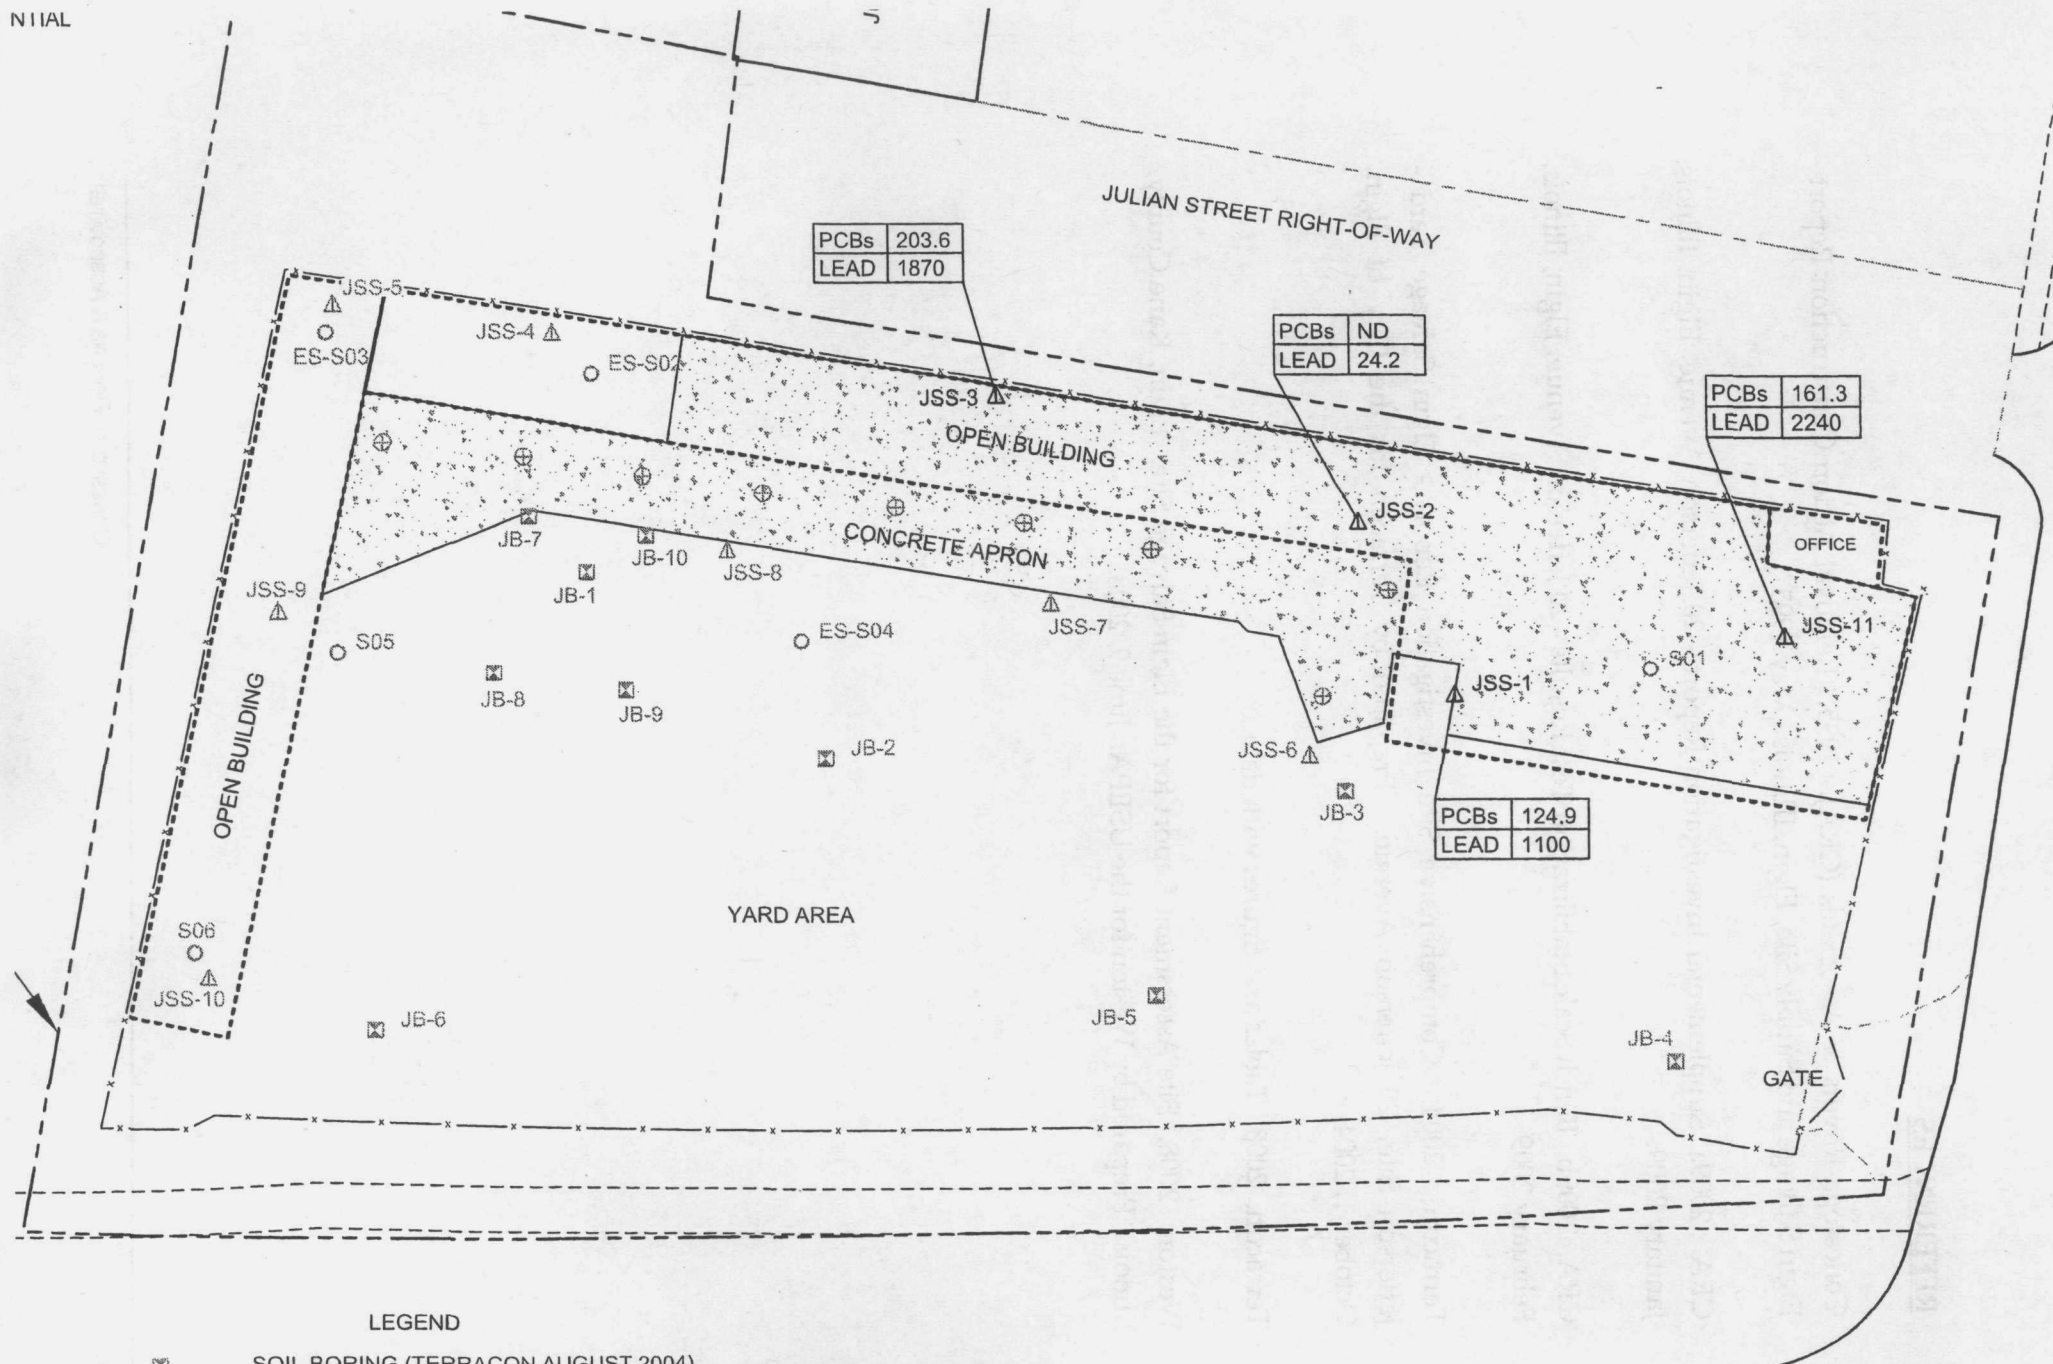 JULIAN STREET RIGHT-OF-WAY
PCBs 203.6
LEAD 1870
PCBs ND
LEAD 24.2
PCBs 161.3
LEAD 2240
JSS-5
ES-S03
JSS-4
ES-S02
JSS-3
OPEN BUILDING
JSS-2
OFFICE
CONCRETE APRON
JB-7
JB-10
JSS-8
JB-1
JSS-9
JSS-7
JSS-11
S05
ES-S04
S01
JB-8
JB-9
JSS-1
OPEN BUILDING
JB-2
JSS-6
JB-3
PCBs 124.9
LEAD 1100
YARD AREA
S06
JSS-10
JB-6
JB-5
JB-4
GATE
LEGEND
SOIL BORING (TERRACON AUGUST 2004)